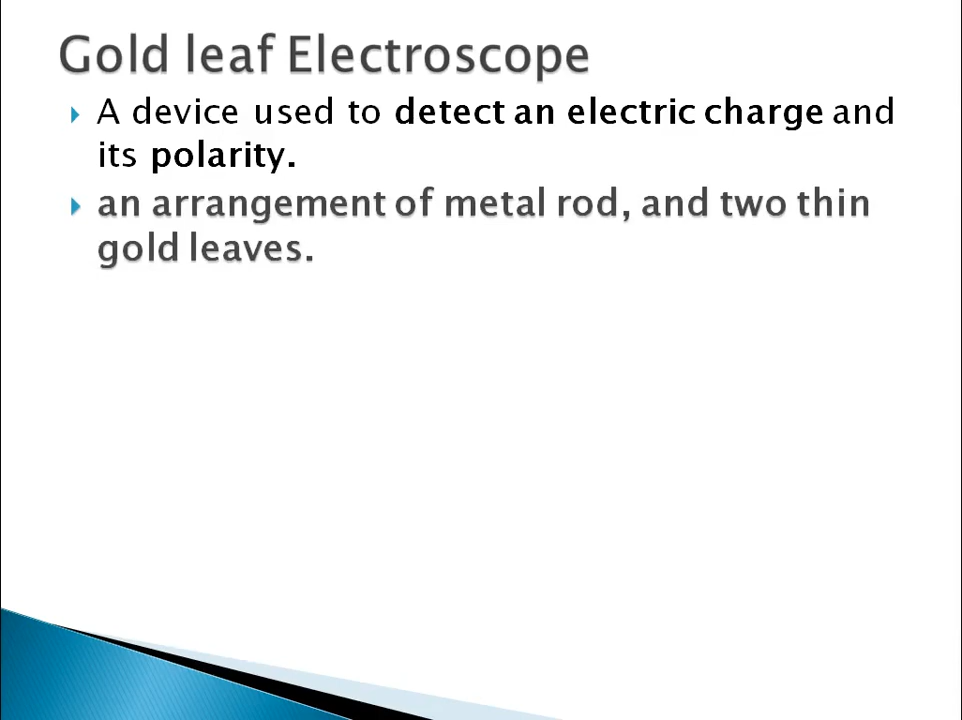 Gold leaf Electroscope
A device used to detect an electric charge and
its polarity.
an arrangement of metal rod, and two thin
gold leaves.